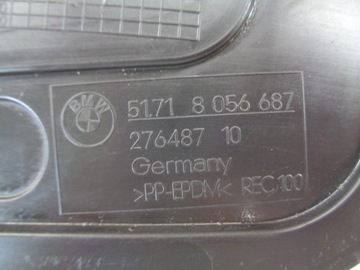 BMW
51.71 8 056 687
276487 10
Germany
>PP-EPDM< REC100